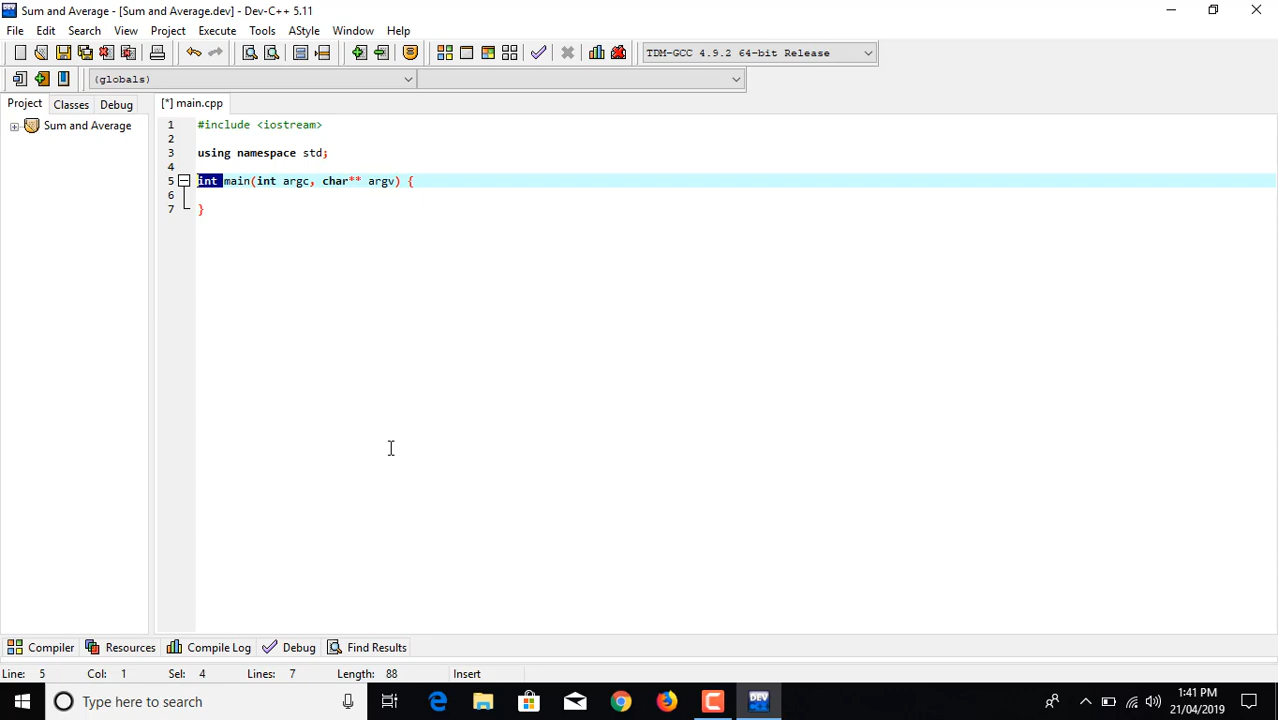 Sum and Average - [Sum and Average.dev] - Dev-C++ 5.11
File Edit Search View Project Execute Tools AStyle Window Help
TDM-GCC 4.9.2 64-bit Release
(globals)
Project Classes Debug [*] main.cpp
Sum and Average
1 #include <iostream>
2
3 using namespace std;
4
5 int main(int argc, char** argv) {
6
7 }
Compiler Resources Compile Log Debug Find Results
Line: 5 Col: 1 Sel: 4 Lines: 7 Length: 88 Insert
Type here to search
DEV
1:41 PM
21/04/2019